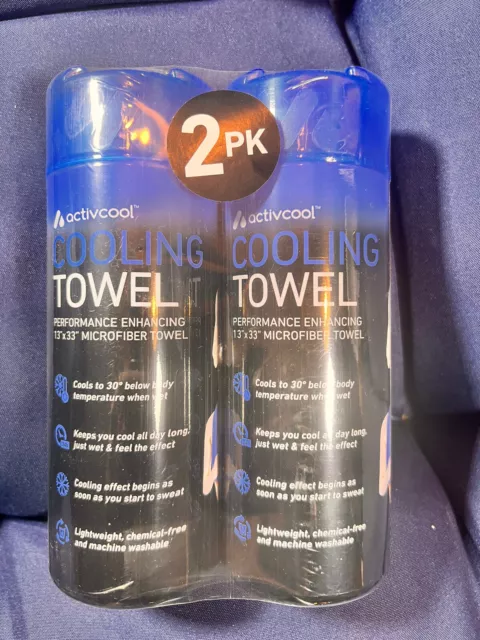 2PK
activcool™
COOLING
TOWEL
PERFORMANCE ENHANCING
13"x33" MICROFIBER TOWEL
Cools to 30° below body
temperature when wet
Keeps you cool all day long,
just wet & feel the effect
Cooling effect begins as
soon as you start to sweat
Lightweight, chemical-free
and machine washable
activcool™
COOLING
TOWEL
PERFORMANCE ENHANCING
13"x33" MICROFIBER TOWEL
Cools to 30° below body
temperature when wet
Keeps you cool all day long,
just wet & feel the effect
Cooling effect begins as
soon as you start to sweat
Lightweight, chemical-free
and machine washable